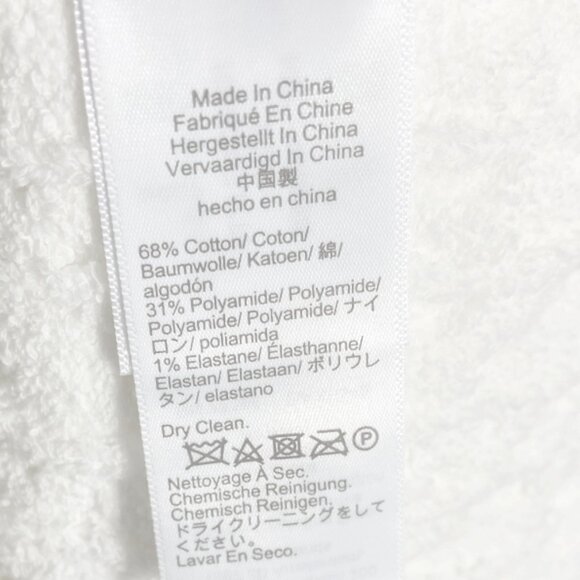 Made In China
Fabriqué En Chine
Hergestellt In China
Vervaardigd In China
中国製
hecho en china
68% Cotton/ Coton/
Baumwolle/ Katoen/ 綿/
algodón
31% Polyamide/ Polyamide/
Polyamide/ Polyamide/ ナイ
ロン/ poliamida
1% Elastane/ Élasthanne/
Elastan/ Elastaan/ ポリウレ
タン/ elastano
Dry Clean.
P
Nettoyage À Sec.
Chemische Reinigung.
Chemisch Reinigen.
ドライクリーニングをして
ください。
Lavar En Seco.